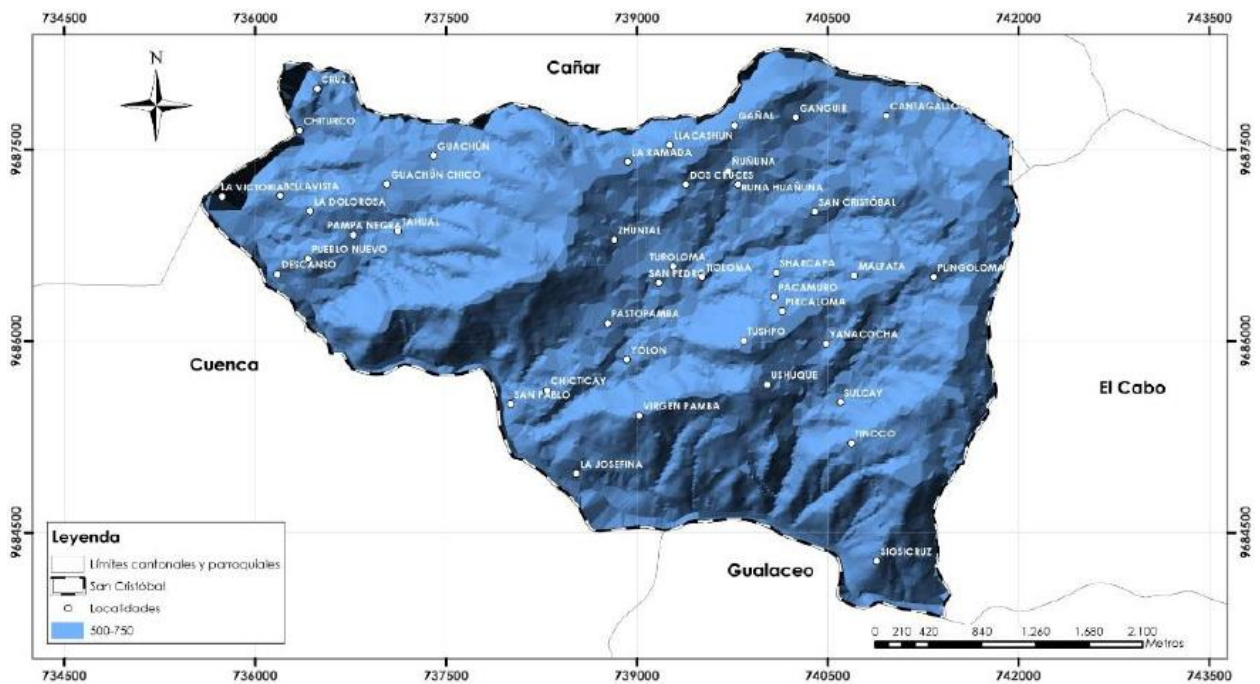 734500 736000 737500 739000 740500 742000 743500
N
Cañar
CRUZ
CHITURCO
GUACHÚN
GUACHÚN CHICO
LA VICTORIA
BELLAVISTA
LA DOLOROSA
PAMPA NEGRA
TAHUAL
PUEBLO NUEVO
DESCANSO
GAÑAL
GANGUIR
CANTAGALLO
LLACASHUN
LA RAMADA
ÑUÑUNA
DOS CRUCES
RUNA HUAÑUNA
SAN CRISTÓBAL
ZHUNTAL
TUROLOMA
SAN PEDRO
TIOLOMA
SHARCAPA
MALPATA
PUNGOLOMA
PACAMURO
PIRCALOMA
PASTOPAMBA
TUSHPO
YANACOCHA
YOLON
USHUQUE
CHICTICAY
SAN PABLO
SULCAY
VIRGEN PAMBA
TINOCO
LA JOSEFINA
SIOSICRUZ
Cuenca
El Cabo
Gualaceo
9687500
9686000
9684500
9687500
9686000
9684500
Leyenda
Límites cantonales y parroquiales
San Cristóbal
Localidades
500-750
0 210 420 840 1.260 1.680 2.100
Metros
734500 736000 737500 739000 740500 742000 743500